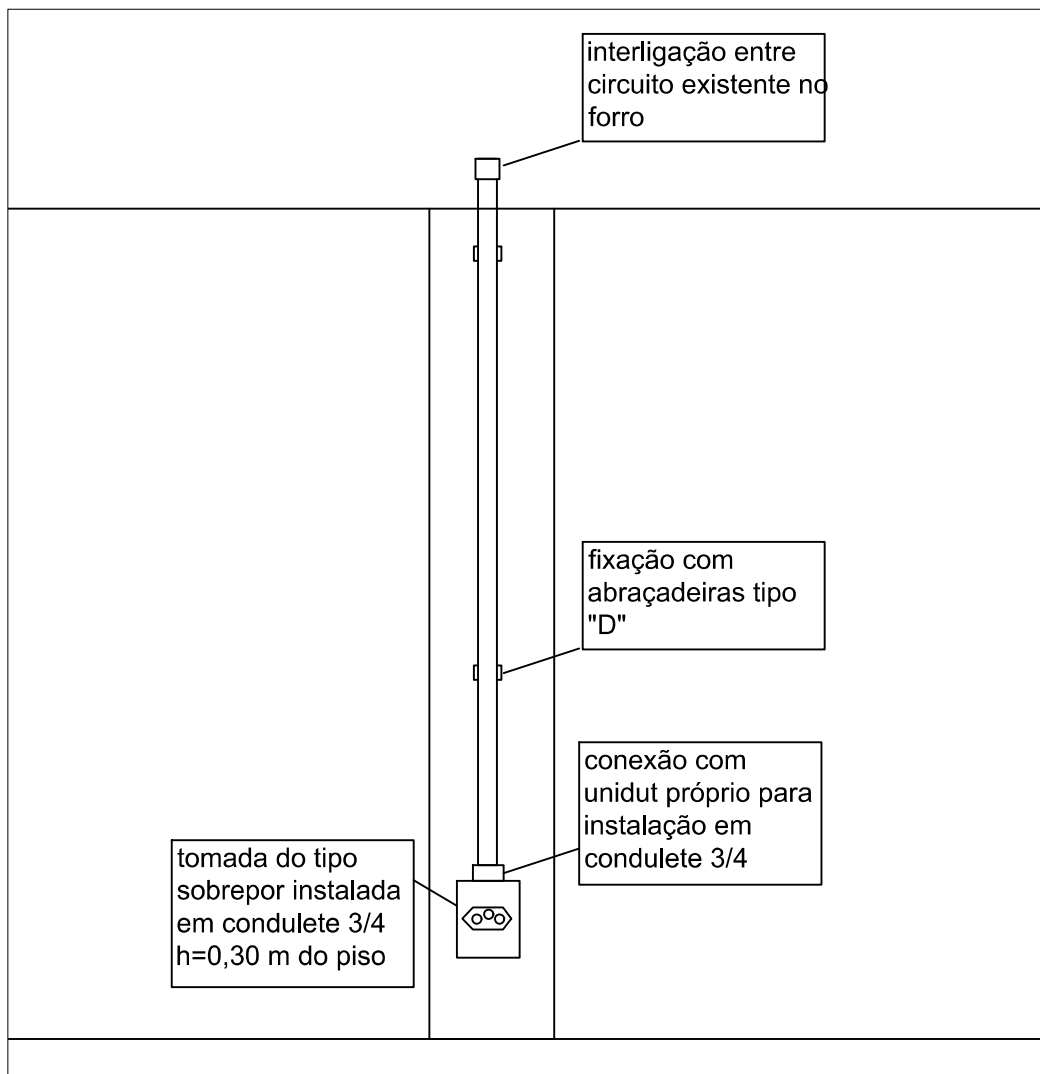 interligação entre
circuito existente no
forro
fixação com
abraçadeiras tipo
"D"
conexão com
unidut próprio para
instalação em
condulete 3/4
tomada do tipo
sobrepor instalada
em condulete 3/4
h=0,30 m do piso